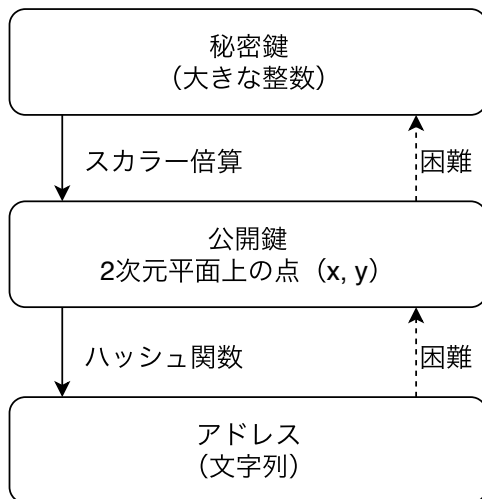 秘密鍵
（大きな整数）
スカラー倍算
困難
公開鍵
2次元平面上の点（x, y）
ハッシュ関数
困難
アドレス
（文字列）